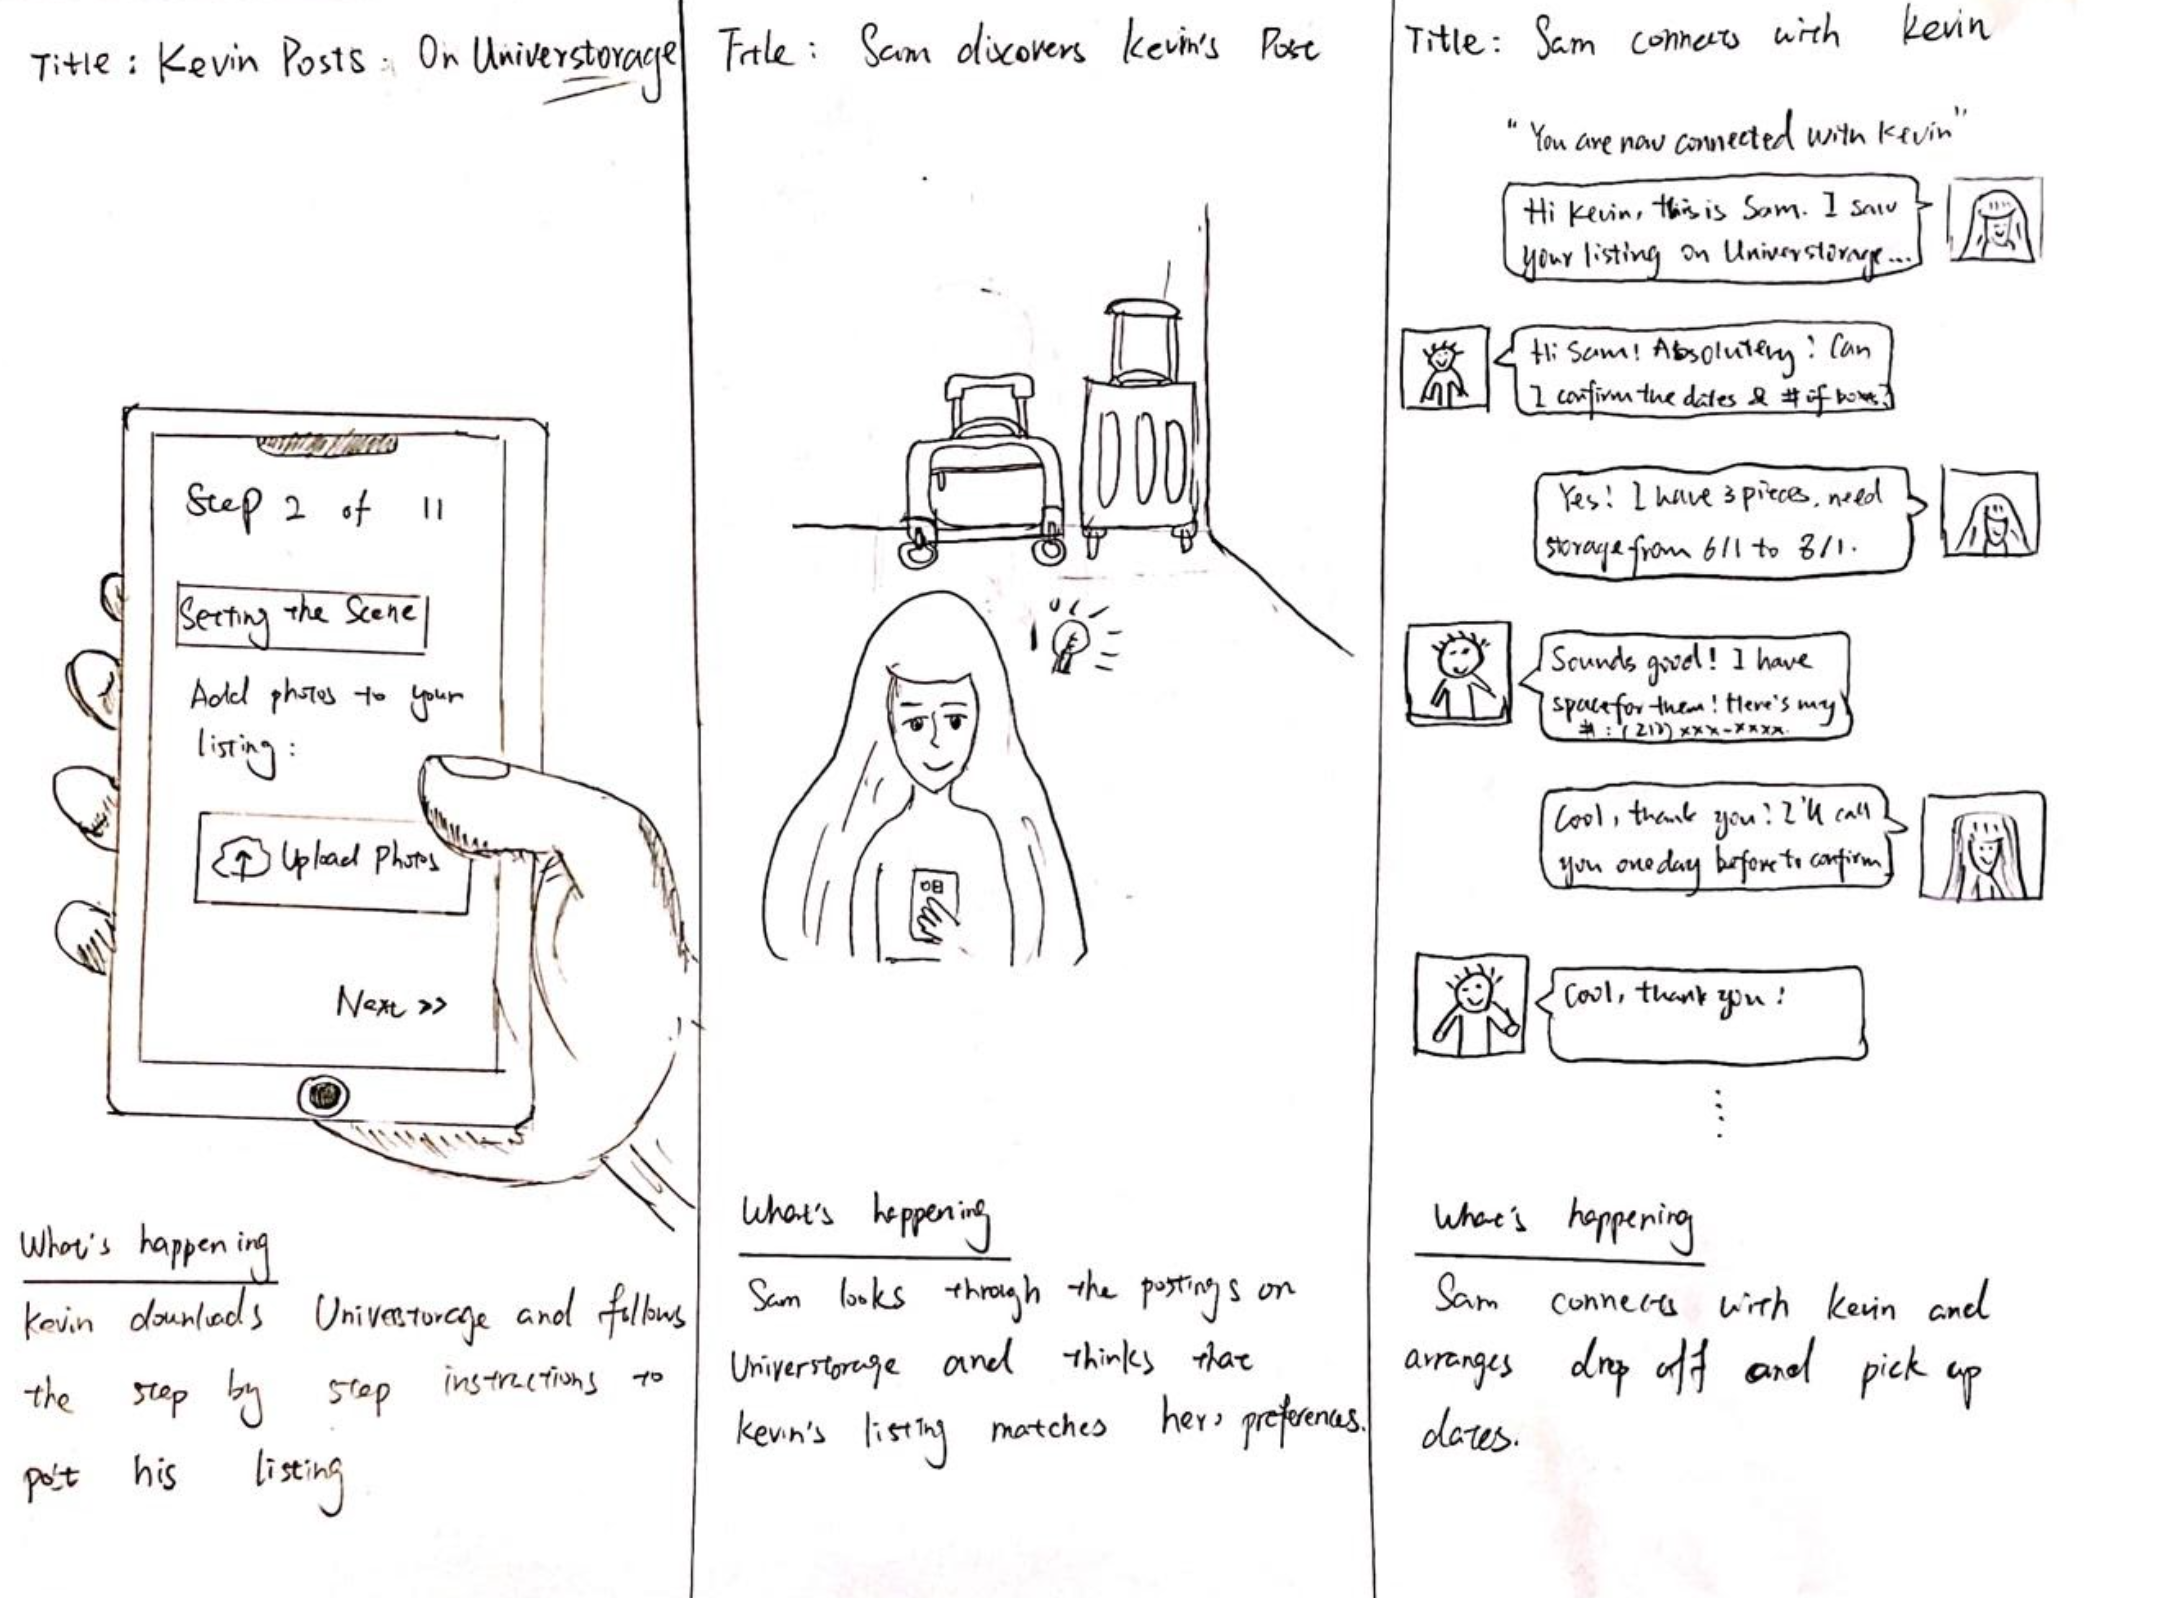 Title: Kevin Posts On Universtorage
Step 2 of 11
Setting the Scene
Add photos to your
listing:
Upload Photos
Next >>
What's happening
Kevin downloads Universtorage and follows
the step by step instructions to
post his listing
Title: Sam discovers Kevin's Post
What's happening
Sam looks through the postings on
Universtorage and thinks that
Kevin's listing matches her preferences.
Title: Sam connects with Kevin
"You are now connected with Kevin"
Hi Kevin, this is Sam. I saw
your listing on Universtorage...
Hi Sam! Absolutely! Can
I confirm the dates & # of boxes?
Yes! I have 3 pieces, need
storage from 6/1 to 8/1.
Sounds good! I have
space for them! Here's my
#: (213) xxx-xxxx.
Cool, thank you! I'll call
you one day before to confirm
Cool, thank you!
What's happening
Sam connects with Kevin and
arranges drop off and pick up
dates.